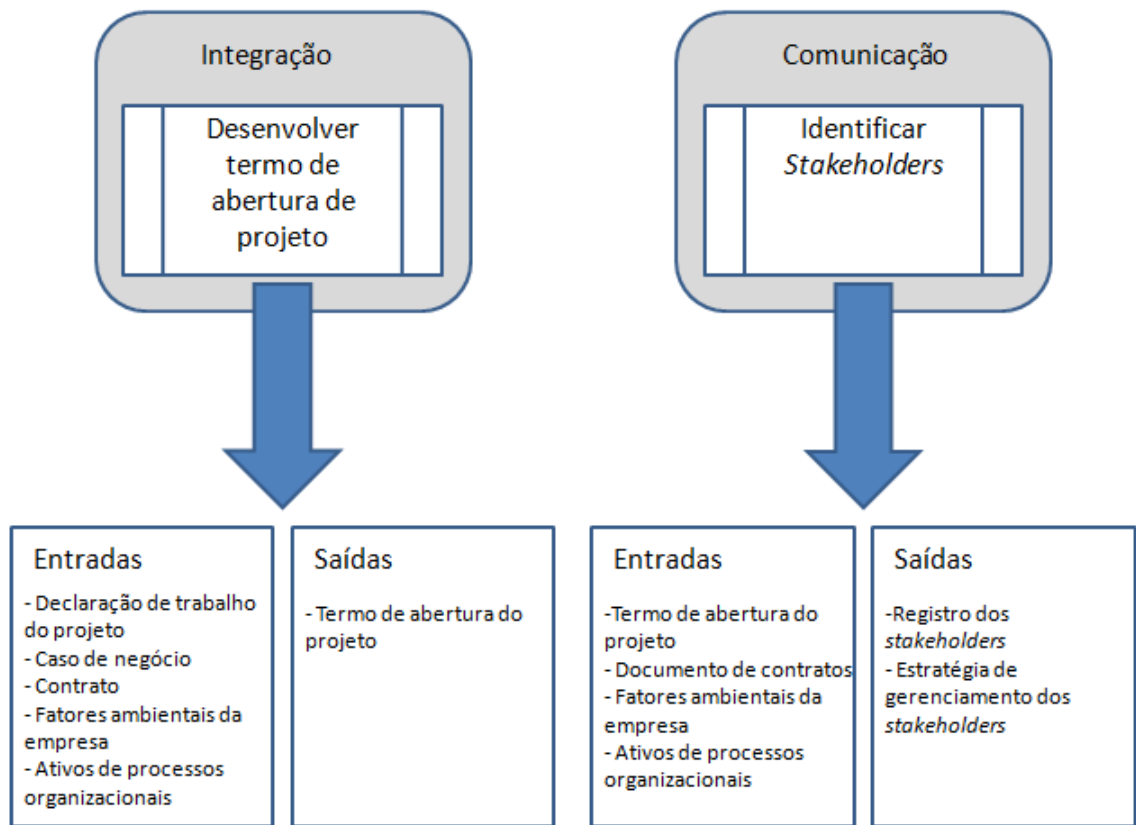 Integração
Desenvolver
termo de
abertura de
projeto
Comunicação
Identificar
Stakeholders
Entradas
- Declaração de trabalho
do projeto
- Caso de negócio
- Contrato
- Fatores ambientais da
empresa
- Ativos de processos
organizacionais
Saídas
- Termo de abertura do
projeto
Entradas
-Termo de abertura do
projeto
- Documento de contratos
- Fatores ambientais da
empresa
- Ativos de processos
organizacionais
Saídas
-Registro dos
stakeholders
- Estratégia de
gerenciamento dos
stakeholders